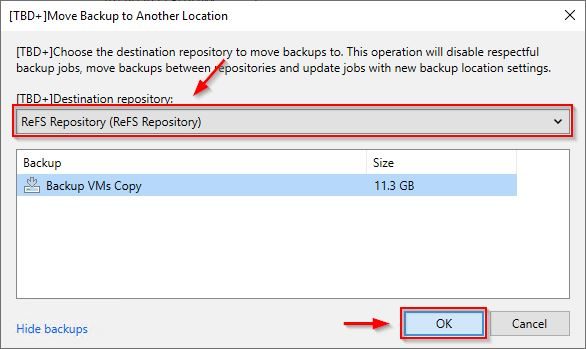 [TBD+]Move Backup to Another Location
[TBD+]Choose the destination repository to move backups to. This operation will disable respectful
backup jobs, move backups between repositories and update jobs with new backup location settings.
[TBD+]Destination repository:
ReFS Repository (ReFS Repository)
Backup Size
Backup VMs Copy 11.3 GB
Hide backups
OK Cancel